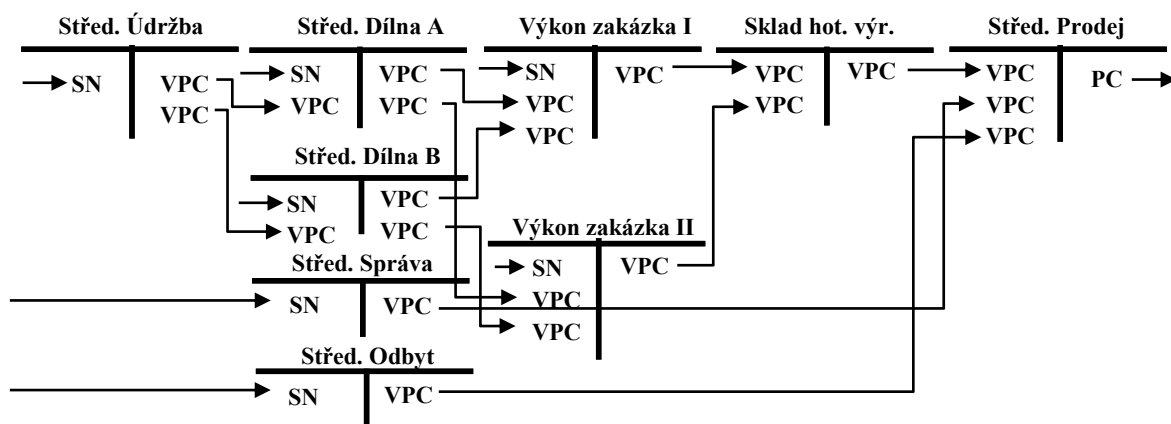 Střed. Údržba
SN
VPC
VPC
Střed. Dílna A
SN
VPC
VPC
VPC
Výkon zakázka I
SN
VPC
VPC
VPC
Sklad hot. výr.
VPC
VPC
VPC
Střed. Prodej
VPC
VPC
VPC
PC
Střed. Dílna B
SN
VPC
VPC
VPC
Výkon zakázka II
SN
VPC
VPC
VPC
Střed. Správa
SN
VPC
Střed. Odbyt
SN
VPC